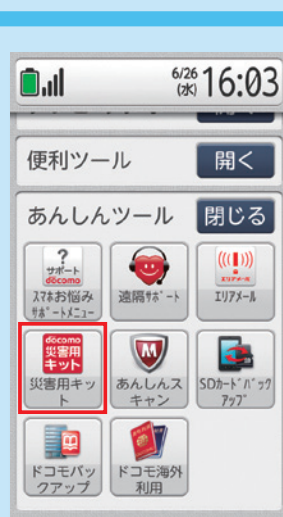 6/26
(水) 16:03
便利ツール 開く
あんしんツール 閉じる
?
サポート
docomo
スマホお悩み
サポートメニュー
遠隔サポート
エリアメール
エリアメール
docomo
災害用
キット
災害用キッ
ト
M
あんしんス
キャン
SDカードバック
アップ
ドコモバッ
クアップ
ドコモ海外
利用